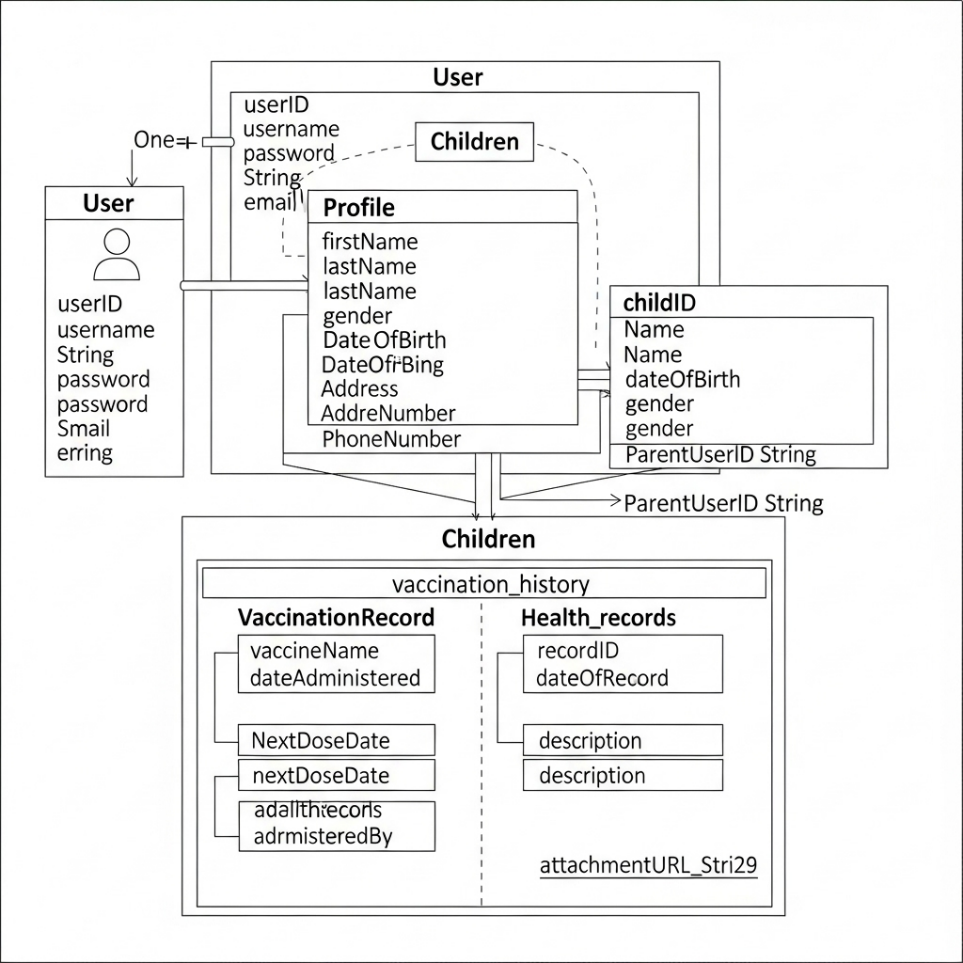 User
userID
username
password
String
email
Children
One
User
userID
username
String
password
password
Smail
erring
Profile
firstName
lastName
lastName
gender
DateOfBirth
DateOfrBing
Address
AddreNumber
PhoneNumber
childID
Name
Name
dateOfBirth
gender
gender
ParentUserID String
ParentUserID String
Children
vaccination_history
VaccinationRecord
vaccineName
dateAdministered
NextDoseDate
nextDoseDate
adrmisteredBy
Health_records
recordID
dateOfRecord
description
description
attachmentURL_Stri29